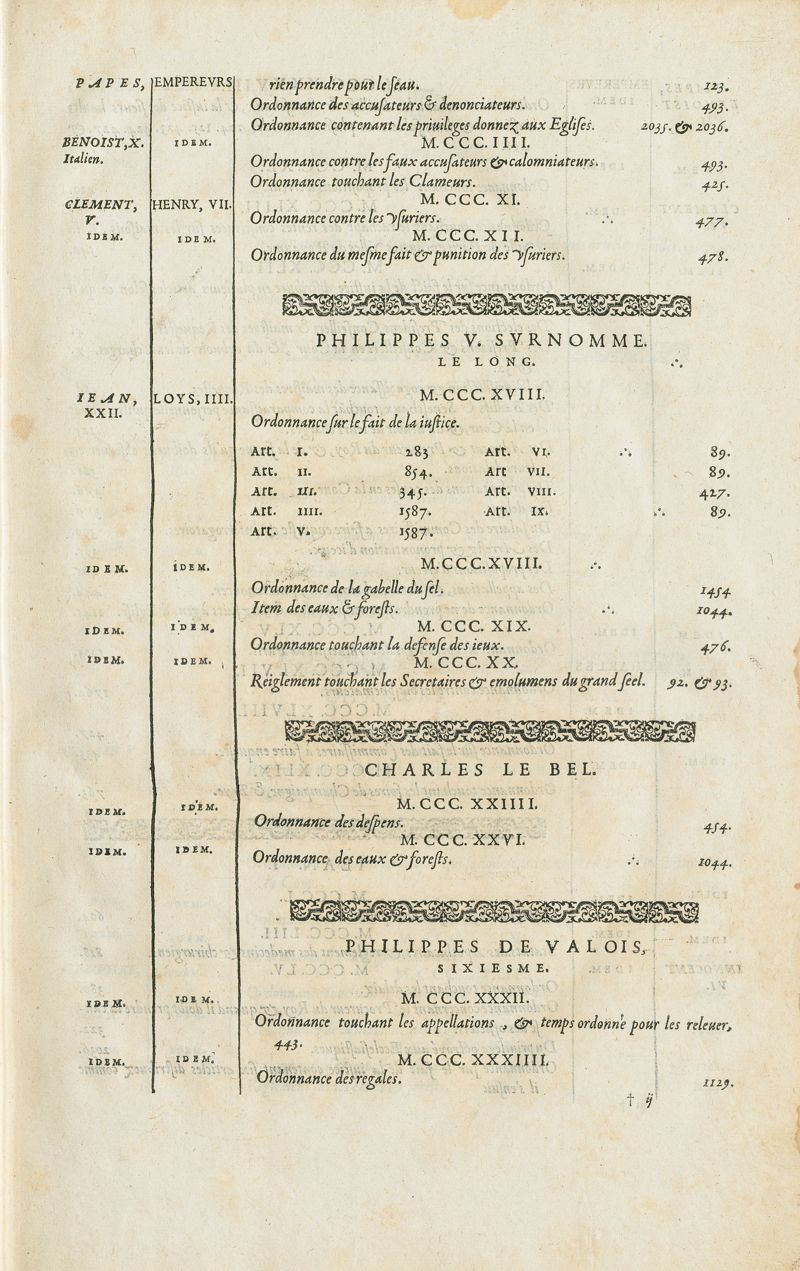 PAPES, EMPEREVRS rien prendre pour le ſeau. 123.
Ordonnance des accuſateurs & denonciateurs. 493.
Ordonnance contenant les priuileges donnez aux Egliſes. 2035. & 2036.
BENOIST, X. IDEM. M. C C C. I I I I.
Italien. Ordonnance contre les faux accuſateurs & calomniateurs. 493.
Ordonnance touchant les Clameurs. 425.
CLEMENT, HENRY, VII. M. CCC. XI.
V. Ordonnance contre les vſuriers. ∴ 477.
IDEM. IDEM. M. CCC. XII.
Ordonnance du meſme fait & punition des vſuriers. 478.
PHILIPPES V. SVRNOMME.
LE LONG. ∴
IEAN, LOYS, IIII. M. CCC. XVIII.
XXII.
Ordonnance ſur le fait de la iuſtice.
Art. I. 283 Art. VI. ∴ 89.
Art. II. 854. Art VII. 89.
Art. III. 345. Art. VIII. 427.
Art. IIII. 1587. Art. IX. ∴ 89.
Art. V. 1587.
IDEM. IDEM. M.CCC.XVIII. ∴
Ordonnance de la gabelle du ſel. 1454
Item des eaux & foreſts. ∴ 1044.
IDEM. IDEM. M. CCC. XIX.
Ordonnance touchant la defenſe des ieux. 476.
IDEM. IDEM. M. CCC. XX.
Reiglement touchant les Secretaires & emolumens du grand ſeel. 92. & 93.
CHARLES LE BEL.
IDEM. IDEM. M. CCC. XXIIII.
Ordonnance des deſpens. 454.
IDEM. IDEM. M. CCC. XXVI.
Ordonnance des eaux & foreſts. ∴ 1044.
PHILIPPES DE VALOIS,
SIXIESME.
IDEM. IDEM. M. CCC. XXXII.
Ordonnance touchant les appellations, & temps ordonné pour les releuer,
443.
IDEM. IDEM. M. CCC. XXXIIII.
Ordonnance des regales. 1129.
† ij